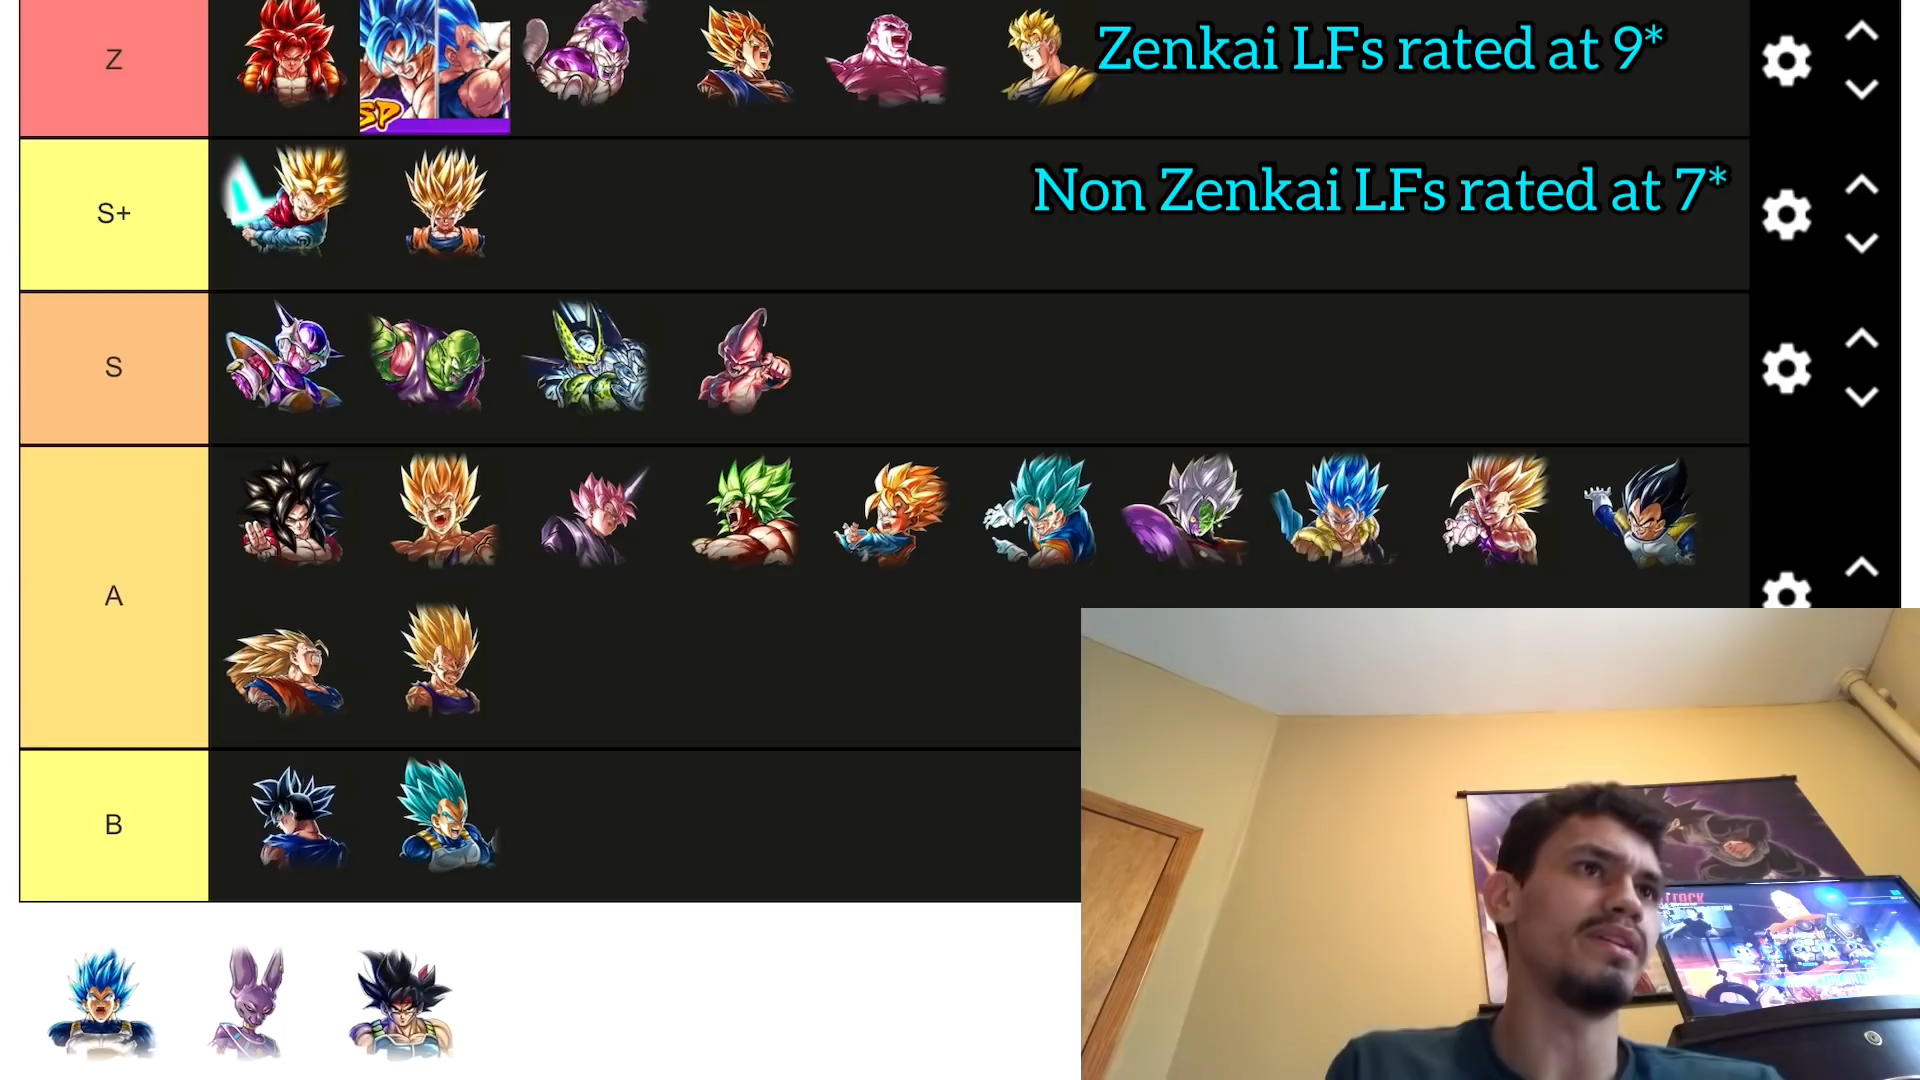 Z
Zenkai LFs rated at 9*
SP
S+
Non Zenkai LFs rated at 7*
S
A
B